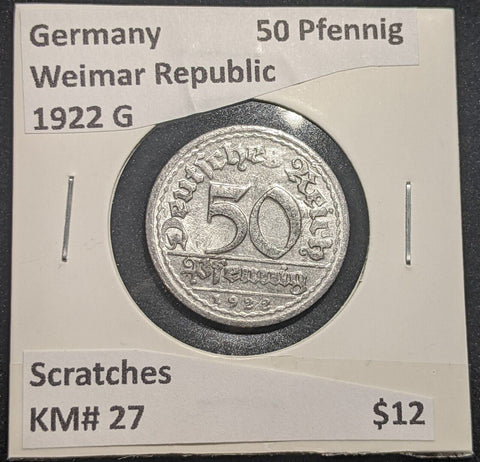 Germany 50 Pfennig
Weimar Republic
1922 G
Deutsches Reich
50
Pfennig
1922
Scratches
KM# 27 $12